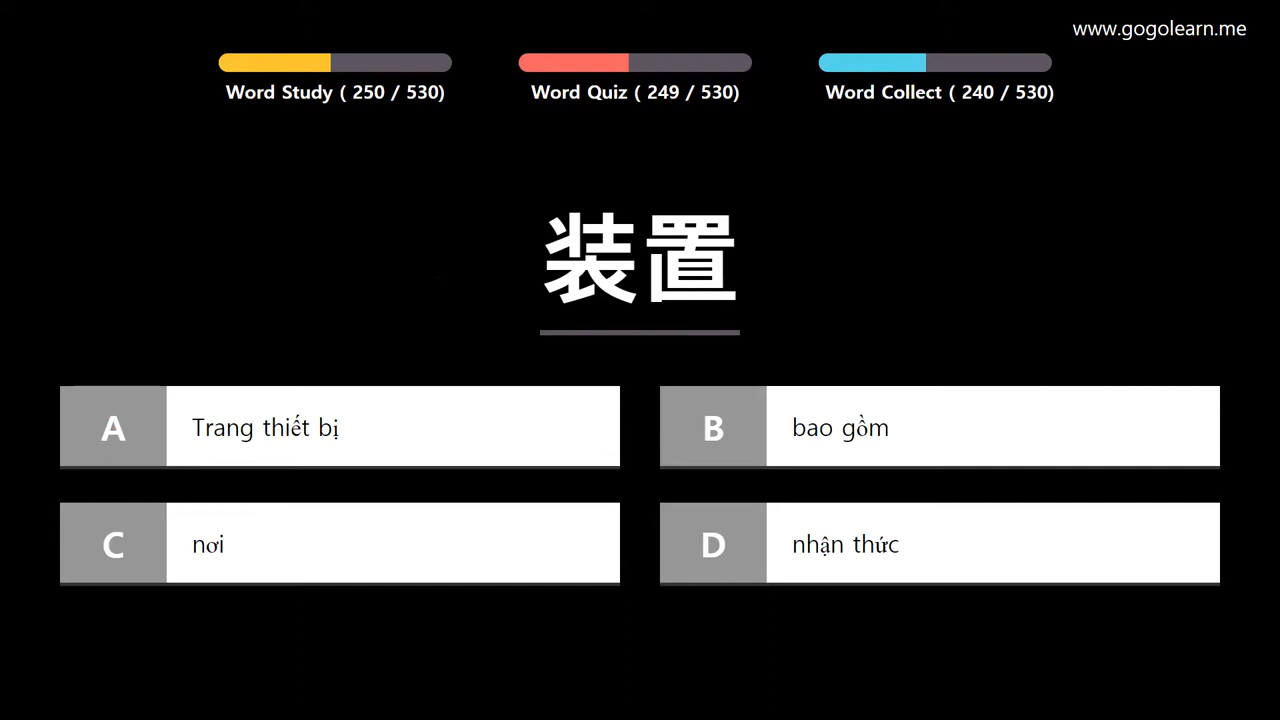 www.gogolearn.me
Word Study ( 250 / 530)
Word Quiz ( 249 / 530)
Word Collect ( 240 / 530)
装置
A Trang thiết bị
B bao gồm
C nơi
D nhận thức